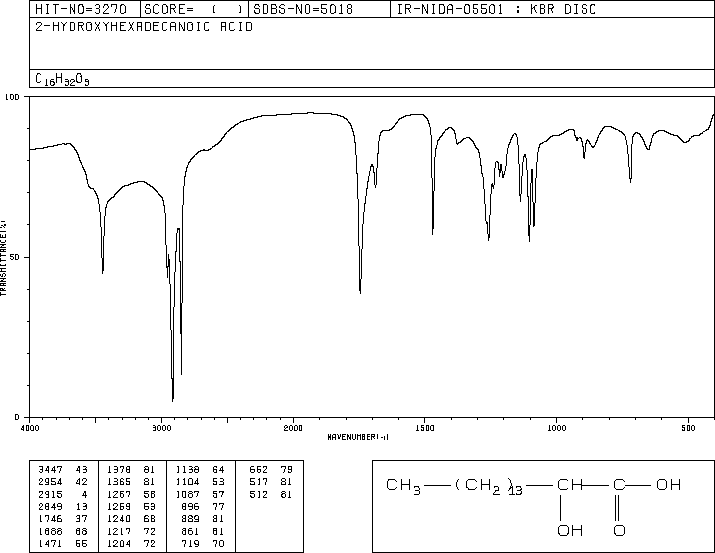 HIT-NO=3270 SCORE= ( ) SDBS-NO=5018 IR-NIDA-05501 : KBR DISC
2-HYDROXYHEXADECANOIC ACID
C16H32O3
100
50
0
TRANSMITTANCE(%)
4000 3000 2000 1500 1000 500
WAVENUMBER(-1)
3447 43 1378 81 1138 64 662 79
2954 42 1365 81 1104 53 517 81
2915 4 1267 56 1087 57 512 81
2849 13 1259 53 896 77
1746 37 1240 68 889 81
1688 68 1217 72 861 81
1471 55 1204 72 719 70
CH3—(CH2)13—CH—C—OH
OH O